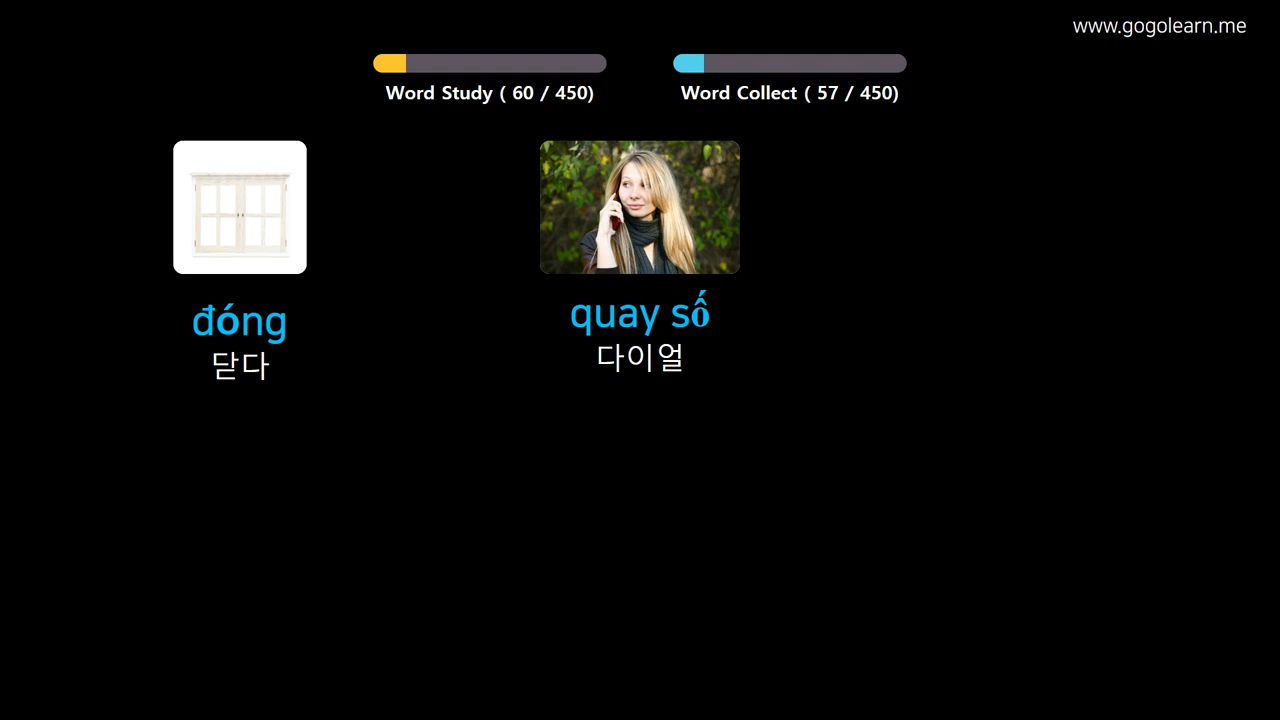 www.gogolearn.me
Word Study ( 60 / 450)
Word Collect ( 57 / 450)
đóng
닫다
quay số
다이얼